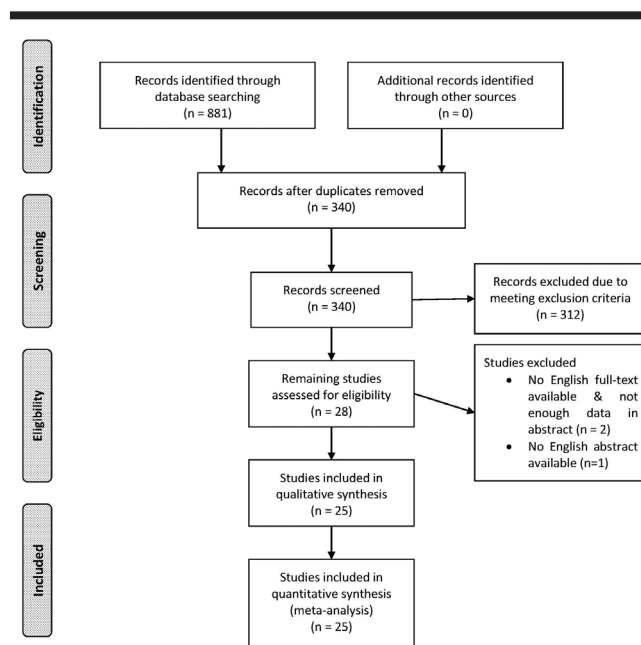 Identification
Records identified through
database searching
(n = 881)
Additional records identified
through other sources
(n = 0)
Records after duplicates removed
(n = 340)
Screening
Records screened
(n = 340)
Records excluded due to
meeting exclusion criteria
(n = 312)
Eligibility
Remaining studies
assessed for eligibility
(n = 28)
Studies excluded
• No English full-text
available & not
enough data in
abstract (n = 2)
• No English abstract
available (n=1)
Studies included in
qualitative synthesis
(n = 25)
Included
Studies included in
quantitative synthesis
(meta-analysis)
(n = 25)